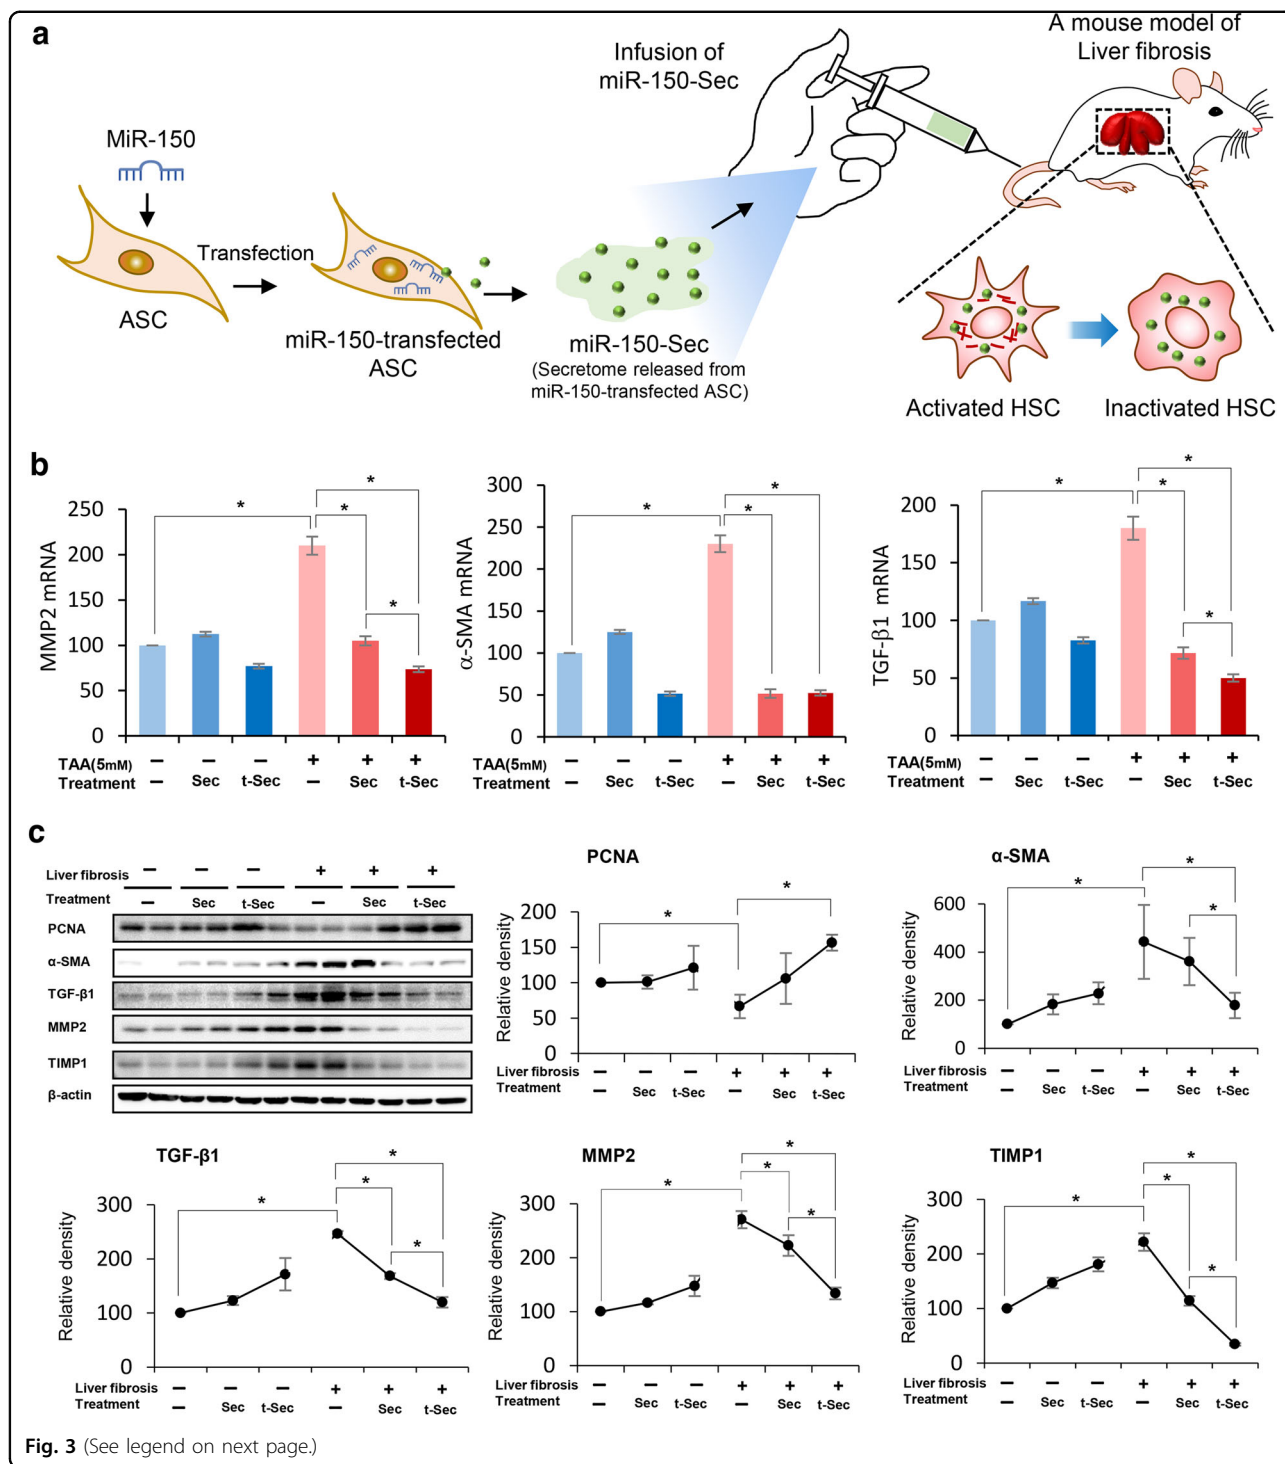 a
A mouse model of
Liver fibrosis
Infusion of
miR-150-Sec
MiR-150
Transfection
ASC
miR-150-transfected
ASC
miR-150-Sec
(Secretome released from
miR-150-transfected ASC)
Activated HSC
Inactivated HSC
b
MMP2 mRNA
250
200
150
100
50
0
* * * *
TAA(5mM) − − − + + +
Treatment − Sec t-Sec − Sec t-Sec
α-SMA mRNA
300
250
200
150
100
50
0
* * *
TAA(5mM) − − − + + +
Treatment − Sec t-Sec − Sec t-Sec
TGF-β1 mRNA
200
150
100
50
0
* * * *
TAA(5mM) − − − + + +
Treatment − Sec t-Sec − Sec t-Sec
c
Liver fibrosis − − − + + +
Treatment − Sec t-Sec − Sec t-Sec
PCNA
α-SMA
TGF-β1
MMP2
TIMP1
β-actin
PCNA
Relative density
200
150
100
50
0
* *
Liver fibrosis − − − + + +
Treatment − Sec t-Sec − Sec t-Sec
α-SMA
Relative density
600
400
200
0
* * *
Liver fibrosis − − − + + +
Treatment − Sec t-Sec − Sec t-Sec
TGF-β1
Relative density
300
200
100
0
* * * *
Liver fibrosis − − − + + +
Treatment − Sec t-Sec − Sec t-Sec
MMP2
Relative density
300
200
100
0
* * * *
Liver fibrosis − − − + + +
Treatment − Sec t-Sec − Sec t-Sec
TIMP1
Relative density
300
200
100
0
* * * *
Liver fibrosis − − − + + +
Treatment − Sec t-Sec − Sec t-Sec
Fig. 3 (See legend on next page.)